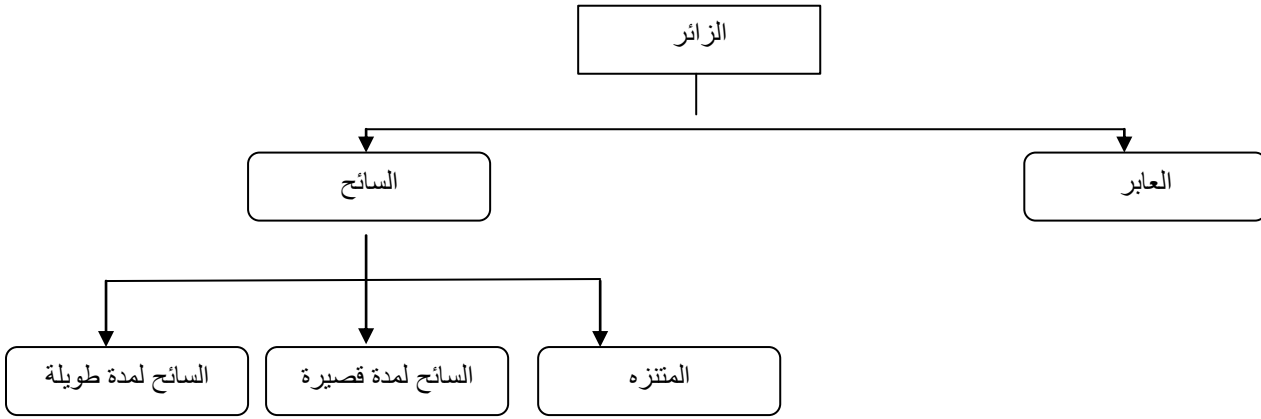 الزائر
العابر
السائح
المتنزه
السائح لمدة قصيرة
السائح لمدة طويلة